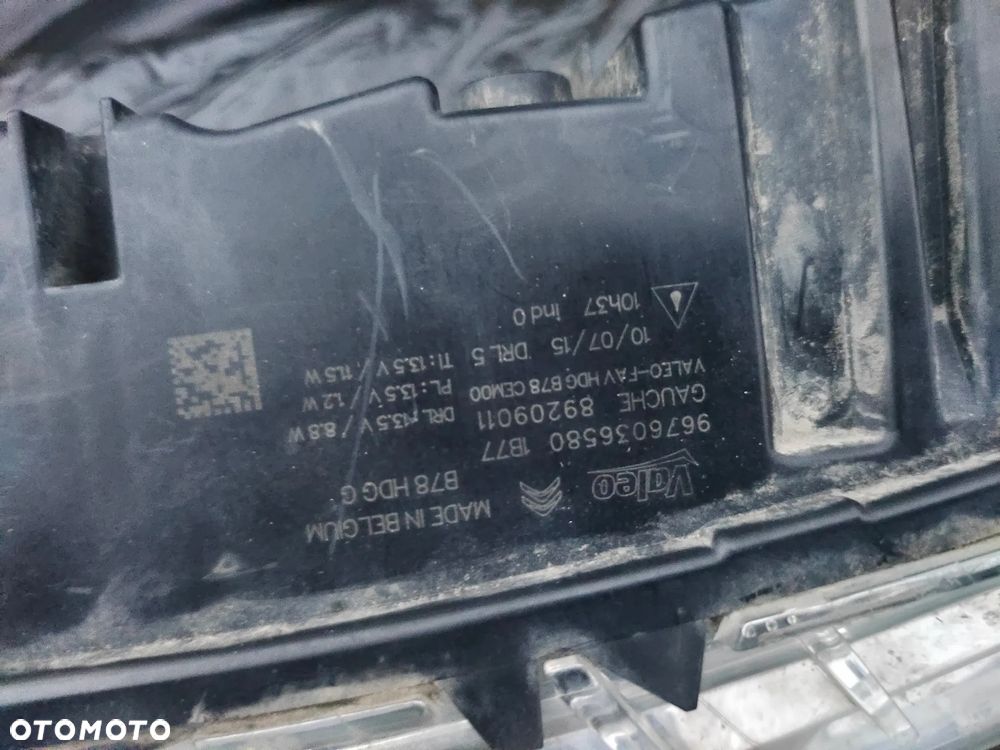 Valeo
MADE IN BELGIUM
9676036580 1B77
B78 HDG G
GAUCHE 89209011
VALEO-FAV HDG B78 CEM00
DRL : 13.5 V / 8.8 W
10/07/15 DRL 5
PL : 13.5 V / 1.2 W
10h37 ind 0
TI : 13.5 V / 11.5 W
OTOMOTO